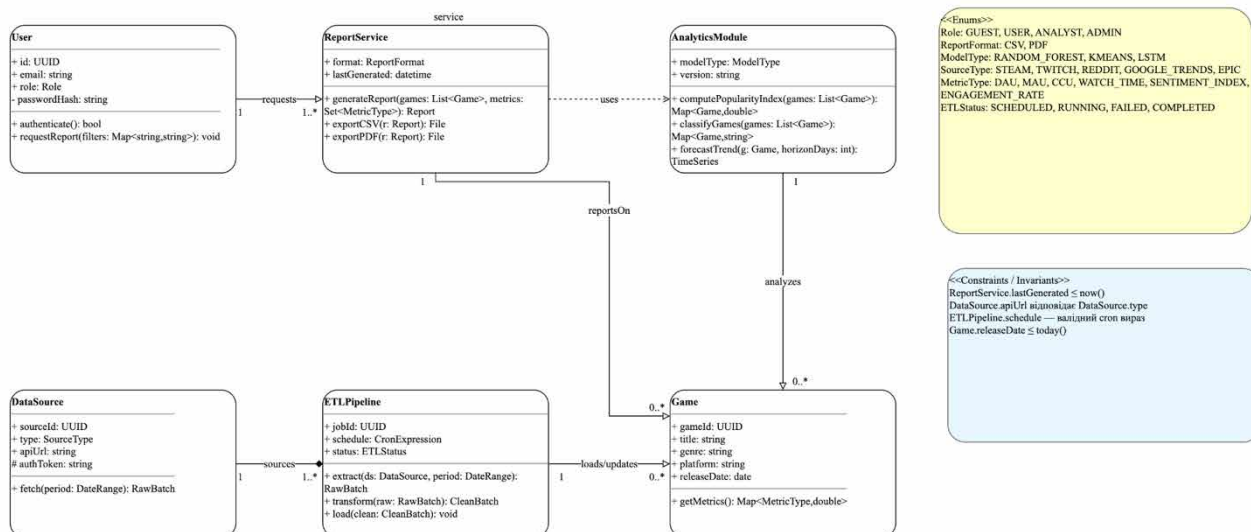 service
User
+ id: UUID
+ email: string
+ role: Role
- passwordHash: string
+ authenticate(): bool
+ requestReport(filters: Map<string,string>): void
requests
1
1..*
ReportService
+ format: ReportFormat
+ lastGenerated: datetime
+ generateReport(games: List<Game>, metrics:
Set<MetricType>): Report
+ exportCSV(r: Report): File
+ exportPDF(r: Report): File
uses
AnalyticsModule
+ modelType: ModelType
+ version: string
+ computePopularityIndex(games: List<Game>):
Map<Game,double>
+ classifyGames(games: List<Game>):
Map<Game,string>
+ forecastTrend(g: Game, horizonDays: int):
TimeSeries
<<Enums>>
Role: GUEST, USER, ANALYST, ADMIN
ReportFormat: CSV, PDF
ModelType: RANDOM_FOREST, KMEANS, LSTM
SourceType: STEAM, TWITCH, REDDIT, GOOGLE_TRENDS, EPIC
MetricType: DAU, MAU, CCU, WATCH_TIME, SENTIMENT_INDEX,
ENGAGEMENT_RATE
ETLStatus: SCHEDULED, RUNNING, FAILED, COMPLETED
1
reportsOn
0..*
1
analyzes
0..*
<<Constraints / Invariants>>
ReportService.lastGenerated ≤ now()
DataSource.apiUrl відповідає DataSource.type
ETLPipeline.schedule — валідний cron вираз
Game.releaseDate ≤ today()
DataSource
+ sourceId: UUID
+ type: SourceType
+ apiUrl: string
# authToken: string
+ fetch(period: DateRange): RawBatch
sources
1
1..*
ETLPipeline
+ jobId: UUID
+ schedule: CronExpression
+ status: ETLStatus
+ extract(ds: DataSource, period: DateRange):
RawBatch
+ transform(raw: RawBatch): CleanBatch
+ load(clean: CleanBatch): void
loads/updates
1
0..*
Game
+ gameId: UUID
+ title: string
+ genre: string
+ platform: string
+ releaseDate: date
+ getMetrics(): Map<MetricType,double>